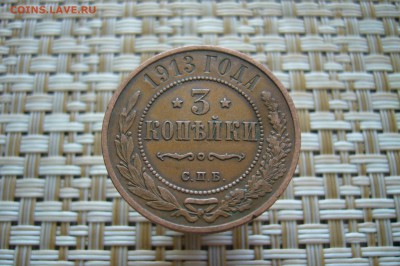 COINS.LAVE.RU
1913 ГОДА
* 3 *
КОПѢЙКИ
С.П.Б.